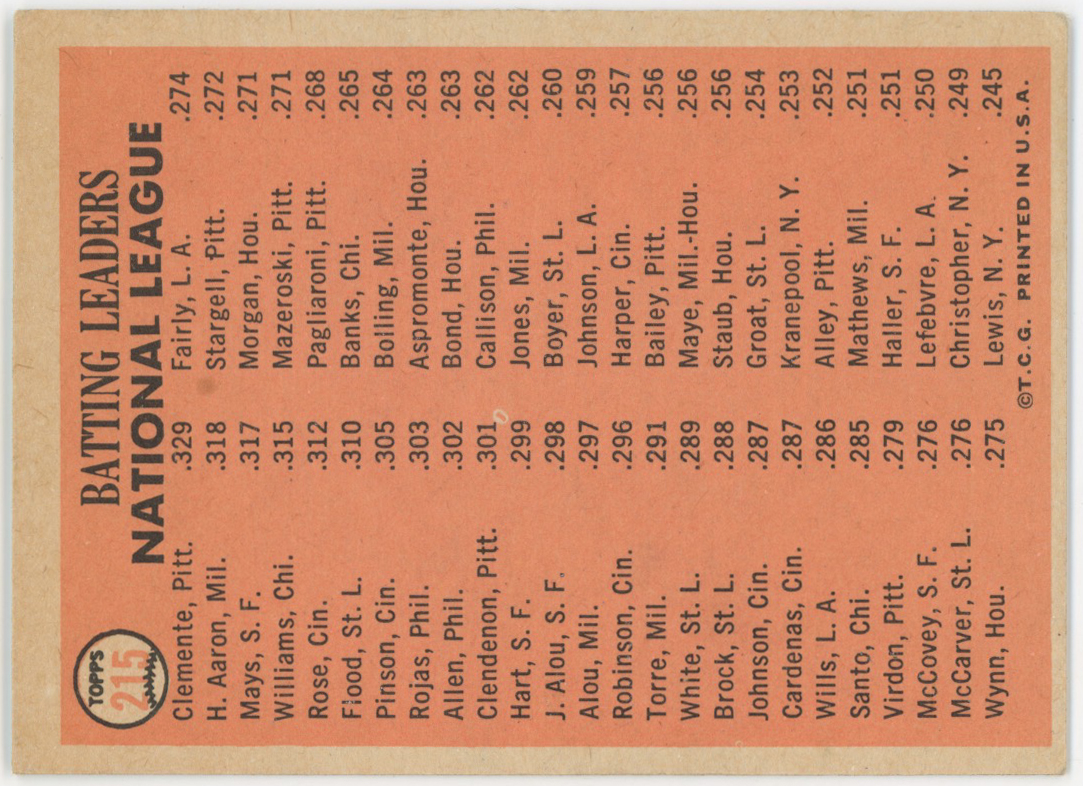 TOPPS
215
BATTING LEADERS
NATIONAL LEAGUE
Clemente, Pitt. .329
H. Aaron, Mil. .318
Mays, S. F. .317
Williams, Chi. .315
Rose, Cin. .312
Flood, St. L. .310
Pinson, Cin. .305
Rojas, Phil. .303
Allen, Phil. .302
Clendenon, Pitt. .301
Hart, S. F. .299
J. Alou, S. F. .298
Alou, Mil. .297
Robinson, Cin. .296
Torre, Mil. .291
White, St. L. .289
Brock, St. L. .288
Johnson, Cin. .287
Cardenas, Cin. .287
Wills, L. A. .286
Santo, Chi. .285
Virdon, Pitt. .279
McCovey, S. F. .276
McCarver, St. L. .276
Wynn, Hou. .275
Fairly, L. A. .274
Stargell, Pitt. .272
Morgan, Hou. .271
Mazeroski, Pitt. .271
Pagliaroni, Pitt. .268
Banks, Chi. .265
Bolling, Mil. .264
Aspromonte, Hou. .263
Bond, Hou. .263
Callison, Phil. .262
Jones, Mil. .262
Boyer, St. L. .260
Johnson, L. A. .259
Harper, Cin. .257
Bailey, Pitt. .256
Maye, Mil.-Hou. .256
Staub, Hou. .256
Groat, St. L. .254
Kranepool, N. Y. .253
Alley, Pitt. .252
Mathews, Mil. .251
Haller, S. F. .251
Lefebvre, L. A. .250
Christopher, N. Y. .249
Lewis, N. Y. .245
©T.C.G. PRINTED IN U.S.A.